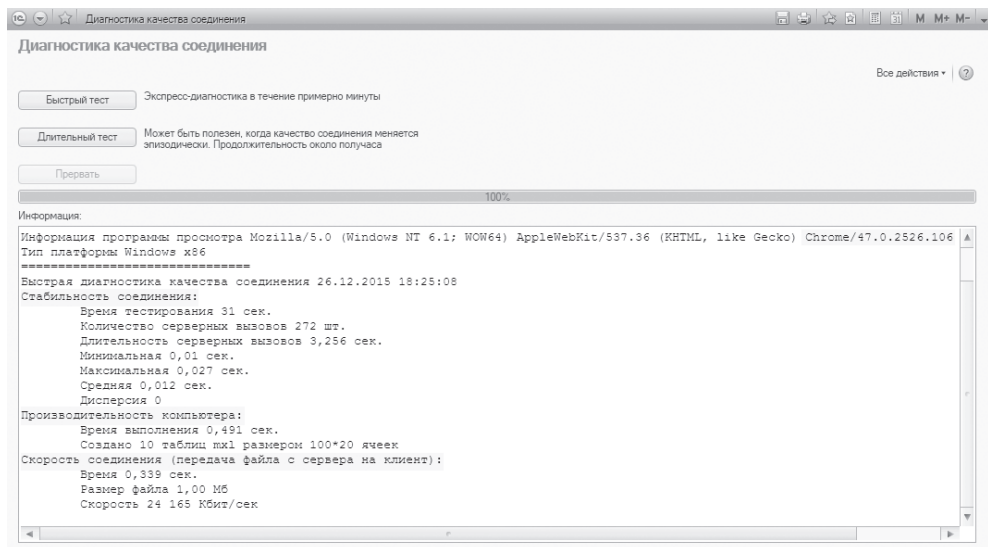 1С Диагностика качества соединения M M+ M-
Диагностика качества соединения
Все действия ?
Быстрый тест Экспресс-диагностика в течение примерно минуты
Длительный тест Может быть полезен, когда качество соединения меняется
эпизодически. Продолжительность около получаса
Прервать
100%
Информация:
Информация программы просмотра Mozilla/5.0 (Windows NT 6.1; WOW64) AppleWebKit/537.36 (KHTML, like Gecko) Chrome/47.0.2526.106
Тип платформы Windows x86
==============================
Быстрая диагностика качества соединения 26.12.2015 18:25:08
Стабильность соединения:
Время тестирования 31 сек.
Количество серверных вызовов 272 шт.
Длительность серверных вызовов 3,256 сек.
Минимальная 0,01 сек.
Максимальная 0,027 сек.
Средняя 0,012 сек.
Дисперсия 0
Производительность компьютера:
Время выполнения 0,491 сек.
Создано 10 таблиц mxl размером 100*20 ячеек
Скорость соединения (передача файла с сервера на клиент):
Время 0,339 сек.
Размер файла 1,00 Мб
Скорость 24 165 Кбит/сек